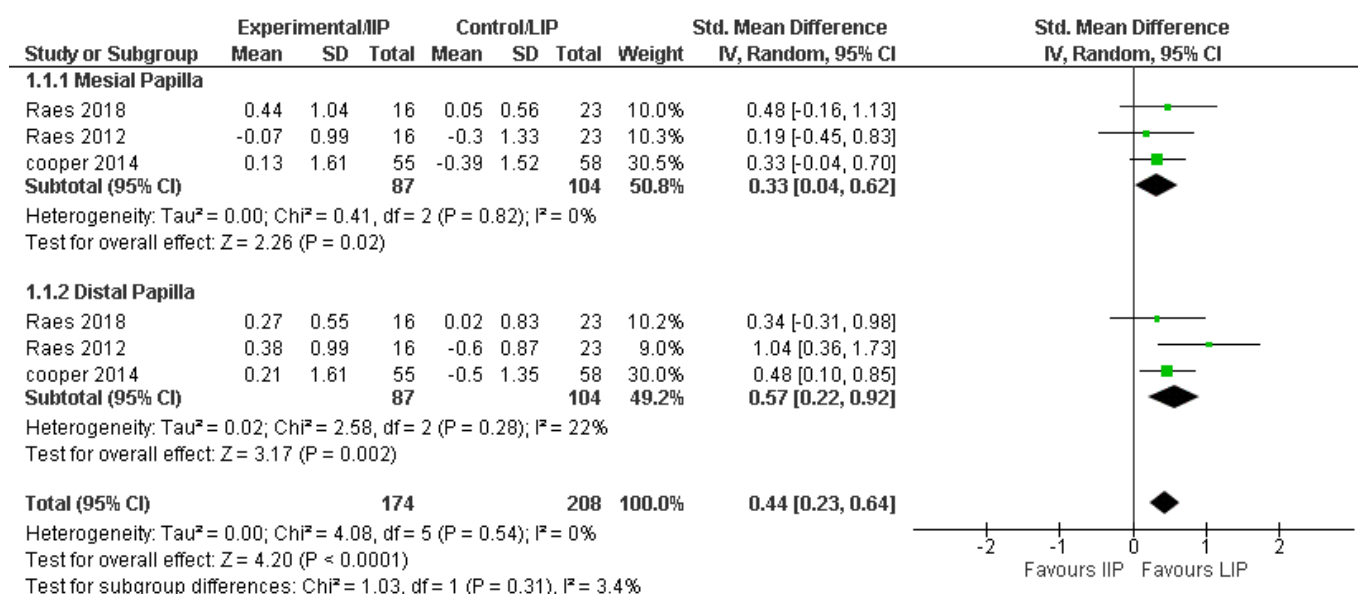 Experimental/IIP Control/LIP Std. Mean Difference Std. Mean Difference
Study or Subgroup Mean SD Total Mean SD Total Weight IV, Random, 95% CI IV, Random, 95% CI
1.1.1 Mesial Papilla
Raes 2018 0.44 1.04 16 0.05 0.56 23 10.0% 0.48 [-0.16, 1.13]
Raes 2012 -0.07 0.99 16 -0.3 1.33 23 10.3% 0.19 [-0.45, 0.83]
cooper 2014 0.13 1.61 55 -0.39 1.52 58 30.5% 0.33 [-0.04, 0.70]
Subtotal (95% CI) 87 104 50.8% 0.33 [0.04, 0.62]
Heterogeneity: Tau² = 0.00; Chi² = 0.41, df = 2 (P = 0.82); I² = 0%
Test for overall effect: Z = 2.26 (P = 0.02)
1.1.2 Distal Papilla
Raes 2018 0.27 0.55 16 0.02 0.83 23 10.2% 0.34 [-0.31, 0.98]
Raes 2012 0.38 0.99 16 -0.6 0.87 23 9.0% 1.04 [0.36, 1.73]
cooper 2014 0.21 1.61 55 -0.5 1.35 58 30.0% 0.48 [0.10, 0.85]
Subtotal (95% CI) 87 104 49.2% 0.57 [0.22, 0.92]
Heterogeneity: Tau² = 0.02; Chi² = 2.58, df = 2 (P = 0.28); I² = 22%
Test for overall effect: Z = 3.17 (P = 0.002)
Total (95% CI) 174 208 100.0% 0.44 [0.23, 0.64]
Heterogeneity: Tau² = 0.00; Chi² = 4.08, df = 5 (P = 0.54); I² = 0%
Test for overall effect: Z = 4.20 (P < 0.0001)
Test for subgroup differences: Chi² = 1.03, df = 1 (P = 0.31), I² = 3.4%
-2 -1 0 1 2
Favours IIP Favours LIP